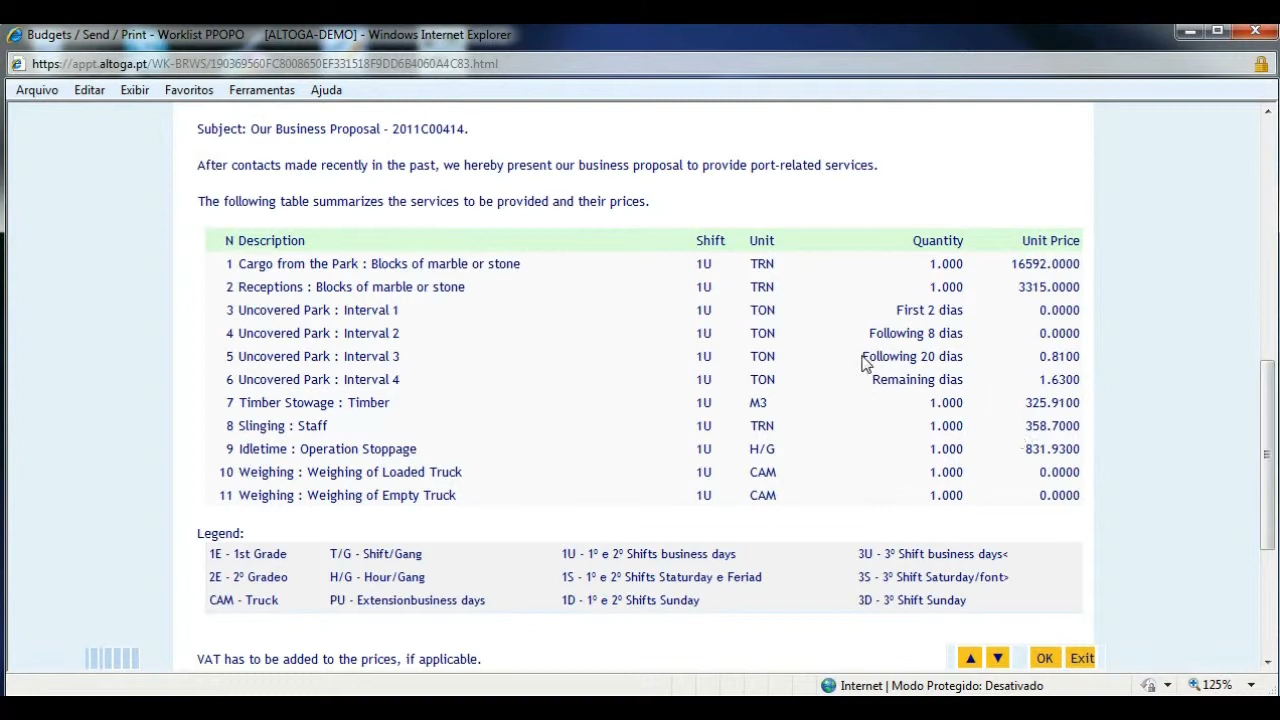 Budgets / Send / Print - Worklist PPOPO [ALTOGA-DEMO] - Windows Internet Explorer
https://appt.altoga.pt/WK-BRWS/190369560FC8008650EF331518F9DD6B4060A4C83.html
Arquivo Editar Exibir Favoritos Ferramentas Ajuda
Subject: Our Business Proposal - 2011C00414.
After contacts made recently in the past, we hereby present our business proposal to provide port-related services.
The following table summarizes the services to be provided and their prices.
N Description Shift Unit Quantity Unit Price
1 Cargo from the Park : Blocks of marble or stone 1U TRN 1.000 16592.0000
2 Receptions : Blocks of marble or stone 1U TRN 1.000 3315.0000
3 Uncovered Park : Interval 1 1U TON First 2 dias 0.0000
4 Uncovered Park : Interval 2 1U TON Following 8 dias 0.0000
5 Uncovered Park : Interval 3 1U TON Following 20 dias 0.8100
6 Uncovered Park : Interval 4 1U TON Remaining dias 1.6300
7 Timber Stowage : Timber 1U M3 1.000 325.9100
8 Slinging : Staff 1U TRN 1.000 358.7000
9 Idletime : Operation Stoppage 1U H/G 1.000 831.9300
10 Weighing : Weighing of Loaded Truck 1U CAM 1.000 0.0000
11 Weighing : Weighing of Empty Truck 1U CAM 1.000 0.0000
Legend:
1E - 1st Grade T/G - Shift/Gang 1U - 1º e 2º Shifts business days 3U - 3º Shift business days<
2E - 2º Gradeo H/G - Hour/Gang 1S - 1º e 2º Shifts Staturday e Feriad 3S - 3º Shift Saturday/font>
CAM - Truck PU - Extensionbusiness days 1D - 1º e 2º Shifts Sunday 3D - 3º Shift Sunday
VAT has to be added to the prices, if applicable.
OK Exit
Internet | Modo Protegido: Desativado 125%